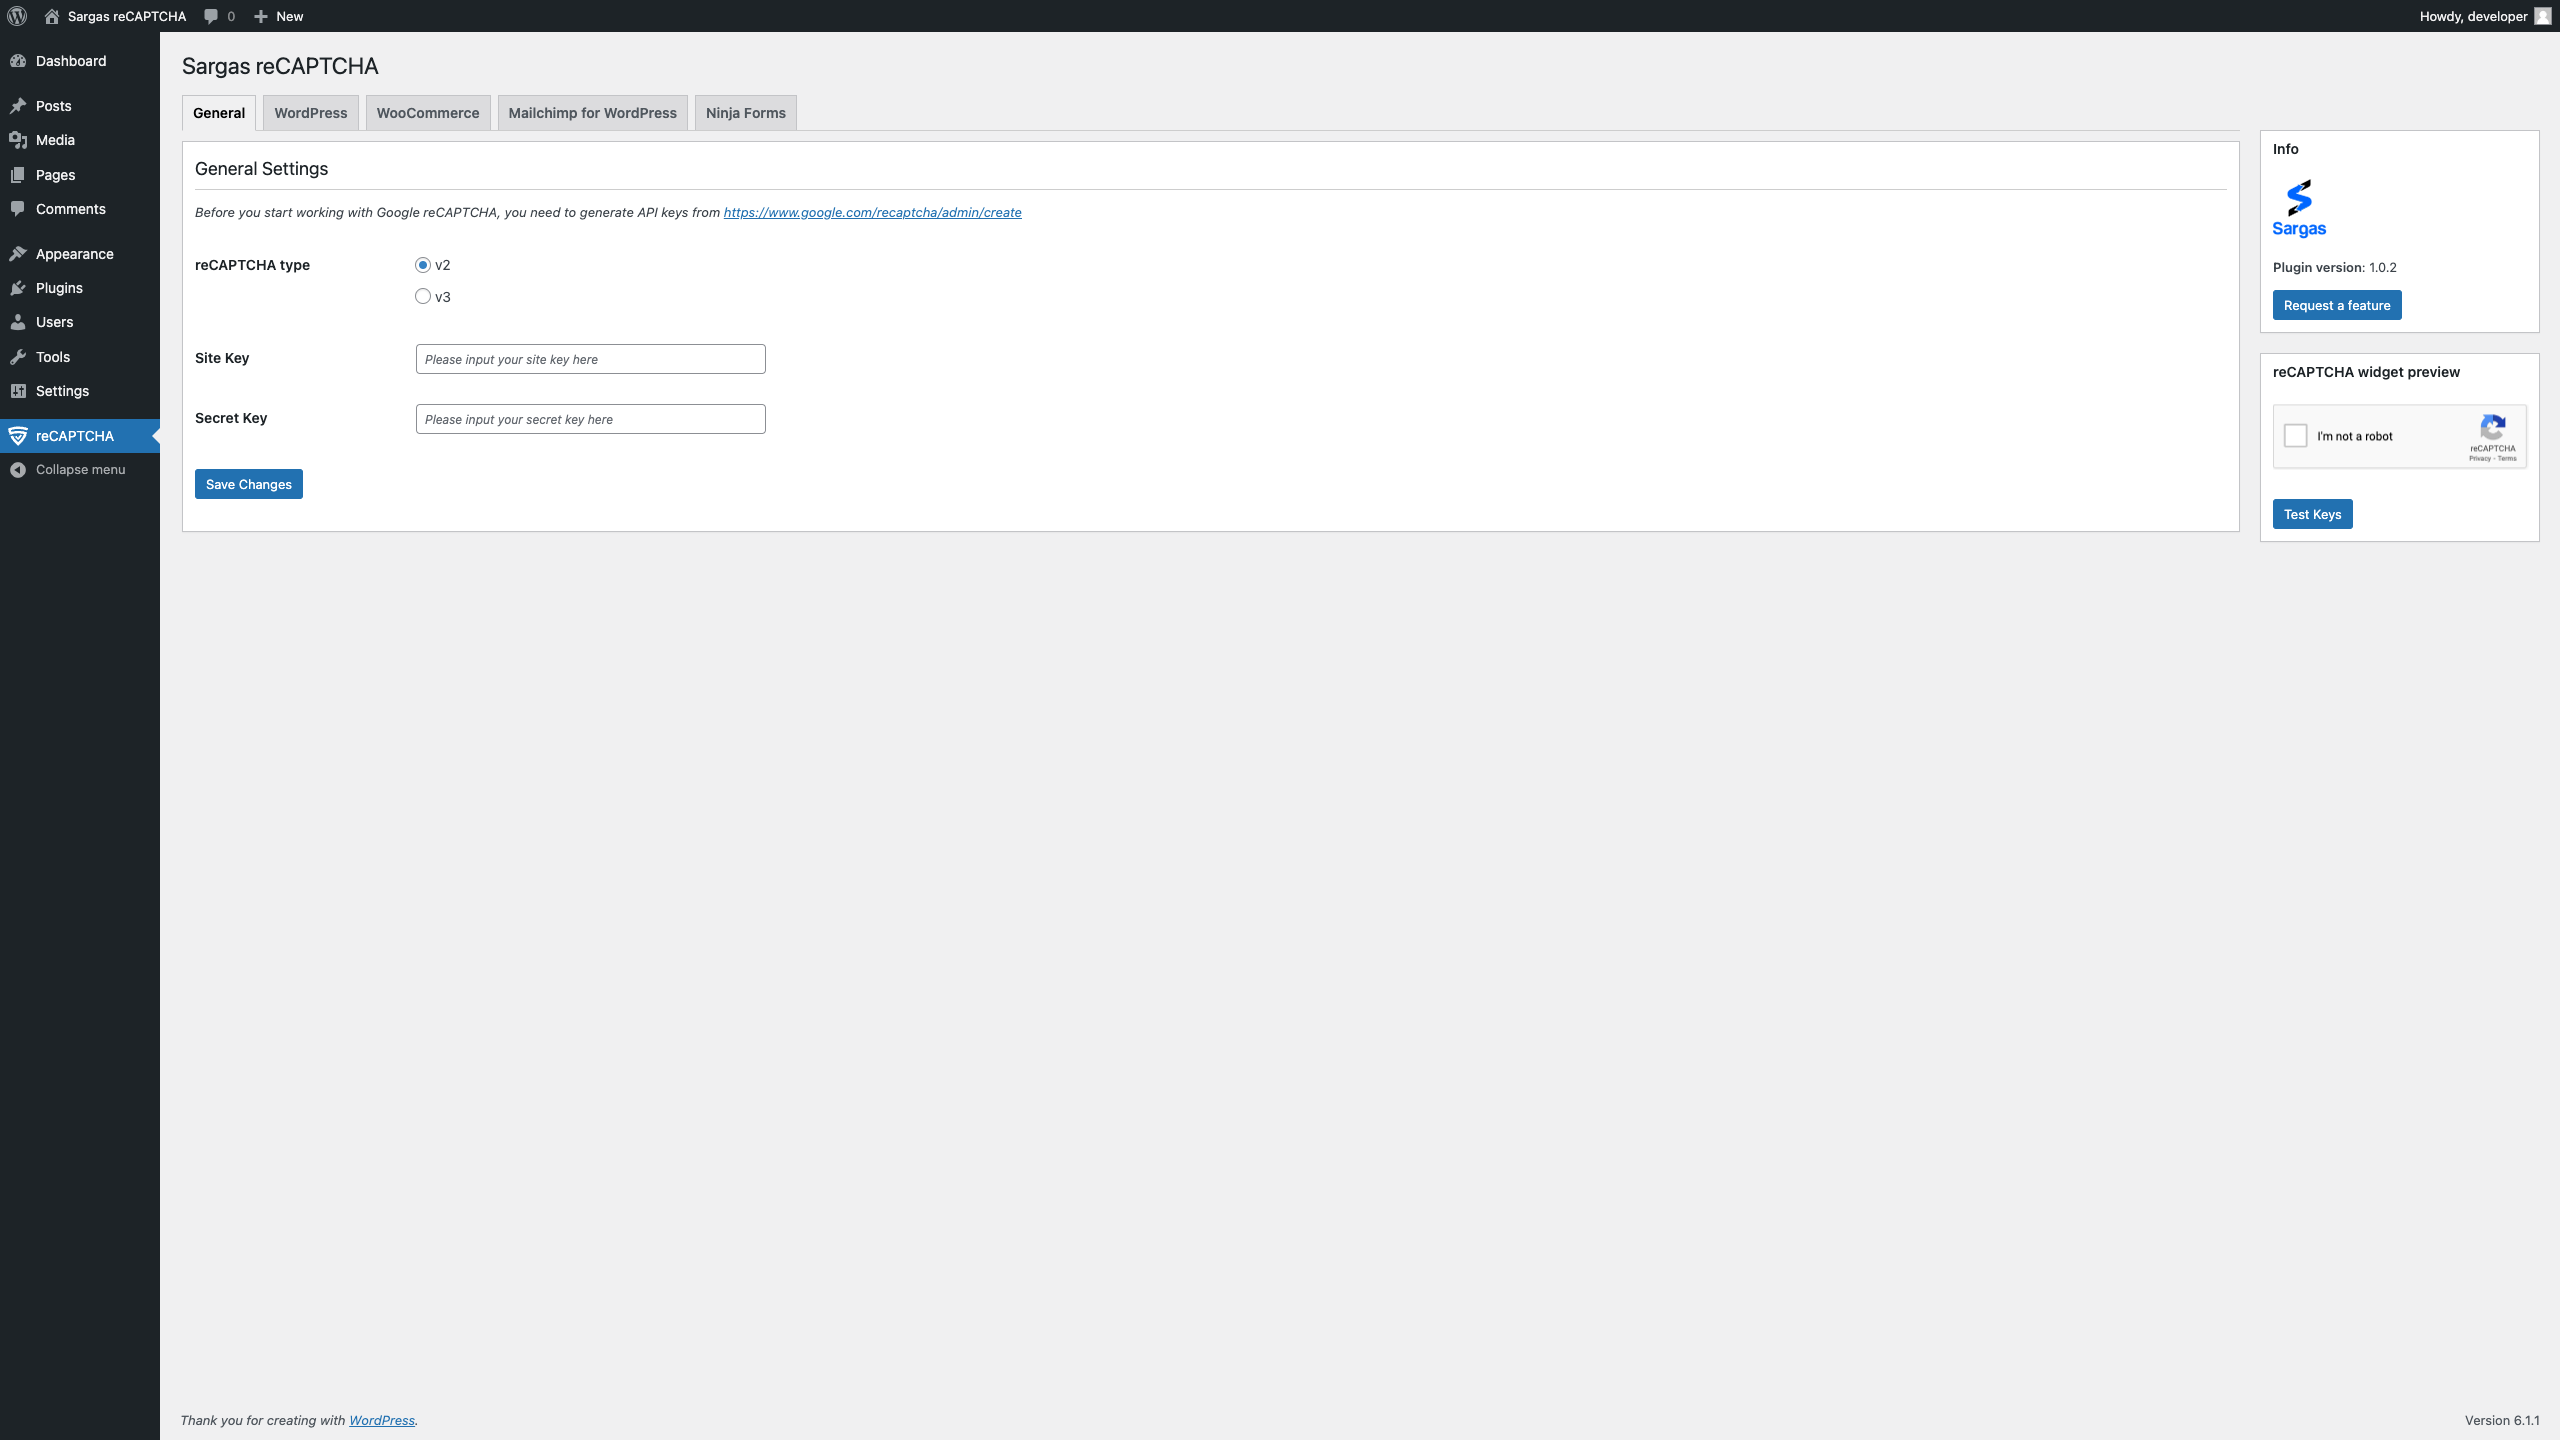 Sargas reCAPTCHA
0
New
Howdy, developer
Dashboard
Posts
Media
Pages
Comments
Appearance
Plugins
Users
Tools
Settings
reCAPTCHA
Collapse menu
Sargas reCAPTCHA
General
WordPress
WooCommerce
Mailchimp for WordPress
Ninja Forms
General Settings
Before you start working with Google reCAPTCHA, you need to generate API keys from https://www.google.com/recaptcha/admin/create
reCAPTCHA type
v2
v3
Site Key
Please input your site key here
Secret Key
Please input your secret key here
Save Changes
Info
Sargas
Plugin version: 1.0.2
Request a feature
reCAPTCHA widget preview
I'm not a robot
reCAPTCHA
Privacy - Terms
Test Keys
Thank you for creating with WordPress.
Version 6.1.1